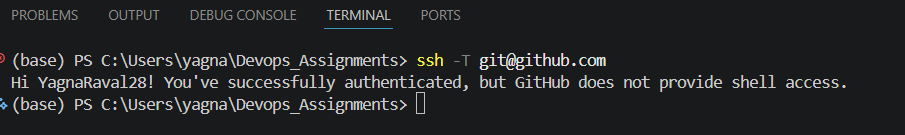 PROBLEMS OUTPUT DEBUG CONSOLE TERMINAL PORTS
(base) PS C:\Users\yagna\Devops_Assignments> ssh -T git@github.com
Hi YagnaRaval28! You've successfully authenticated, but GitHub does not provide shell access.
(base) PS C:\Users\yagna\Devops_Assignments>